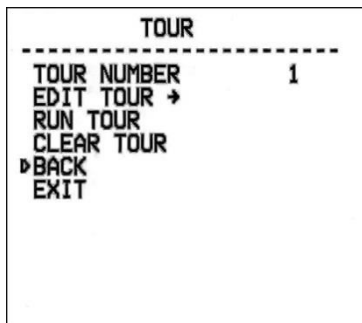 TOUR
--------------------------
TOUR NUMBER 1
EDIT TOUR →
RUN TOUR
CLEAR TOUR
BACK
EXIT